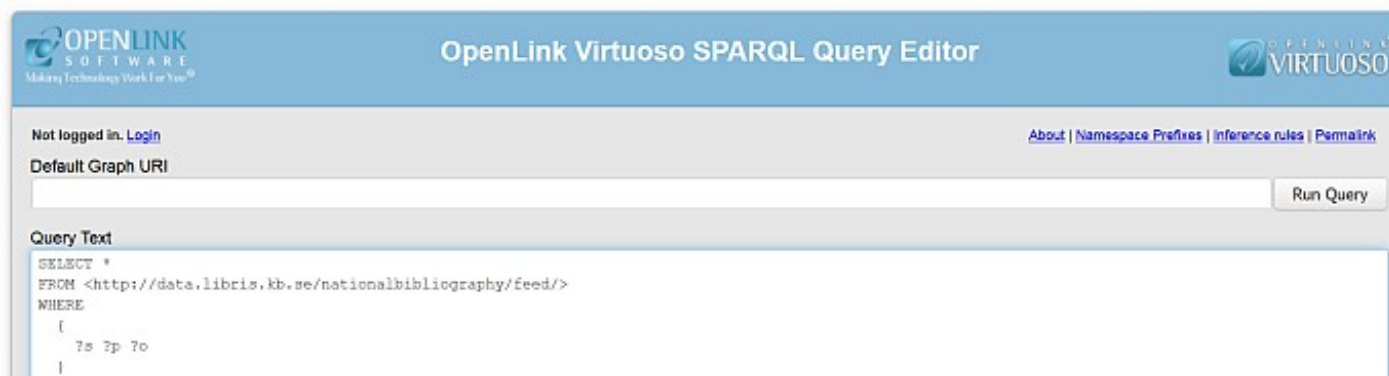 OPENLINK
SOFTWARE
Making Technology Work For You®
OpenLink Virtuoso SPARQL Query Editor
OPENLINK
VIRTUOSO
Not logged in. Login
About | Namespace Prefixes | Inference rules | Permalink
Default Graph URI
Run Query
Query Text
SELECT *
FROM <http://data.libris.kb.se/nationalbibliography/feed/>
WHERE
{
?s ?p ?o
}